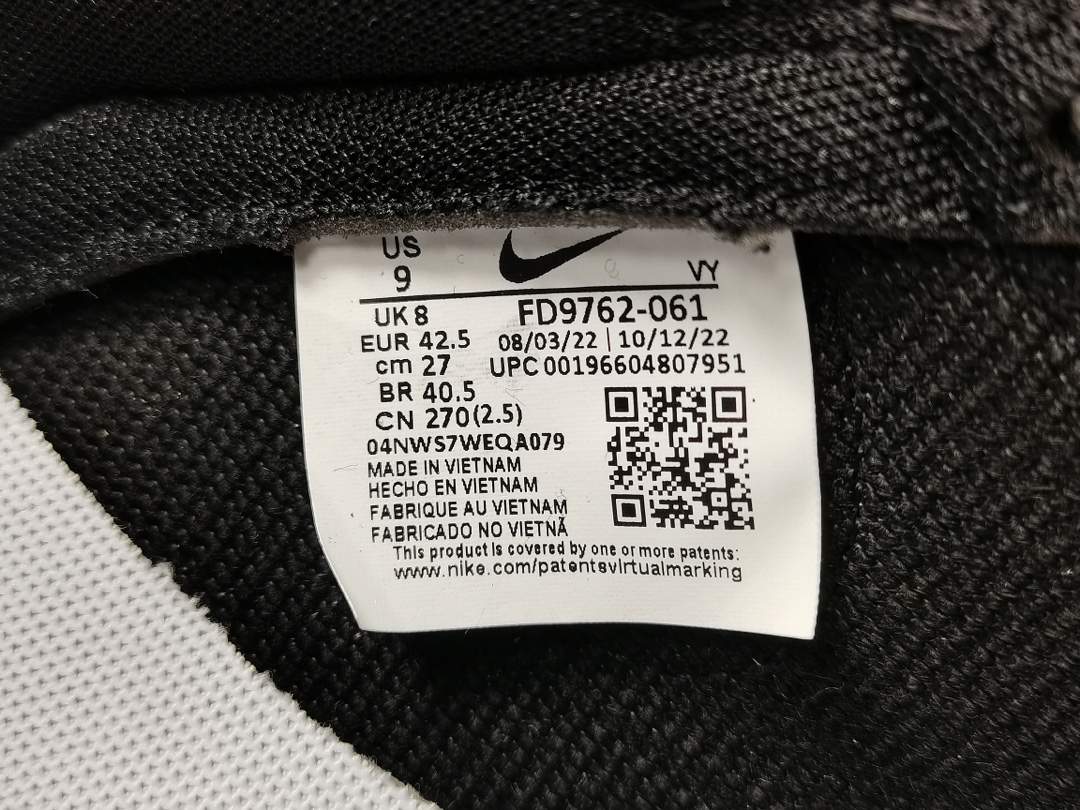 US
9
VY
UK 8
FD9762-061
EUR 42.5
08/03/22 | 10/12/22
cm 27
UPC 00196604807951
BR 40.5
CN 270(2.5)
04NWS7WEQA079
MADE IN VIETNAM
HECHO EN VIETNAM
FABRIQUE AU VIETNAM
FABRICADO NO VIETNÃ
This product is covered by one or more patents:
www.nike.com/patentsvirtualmarking